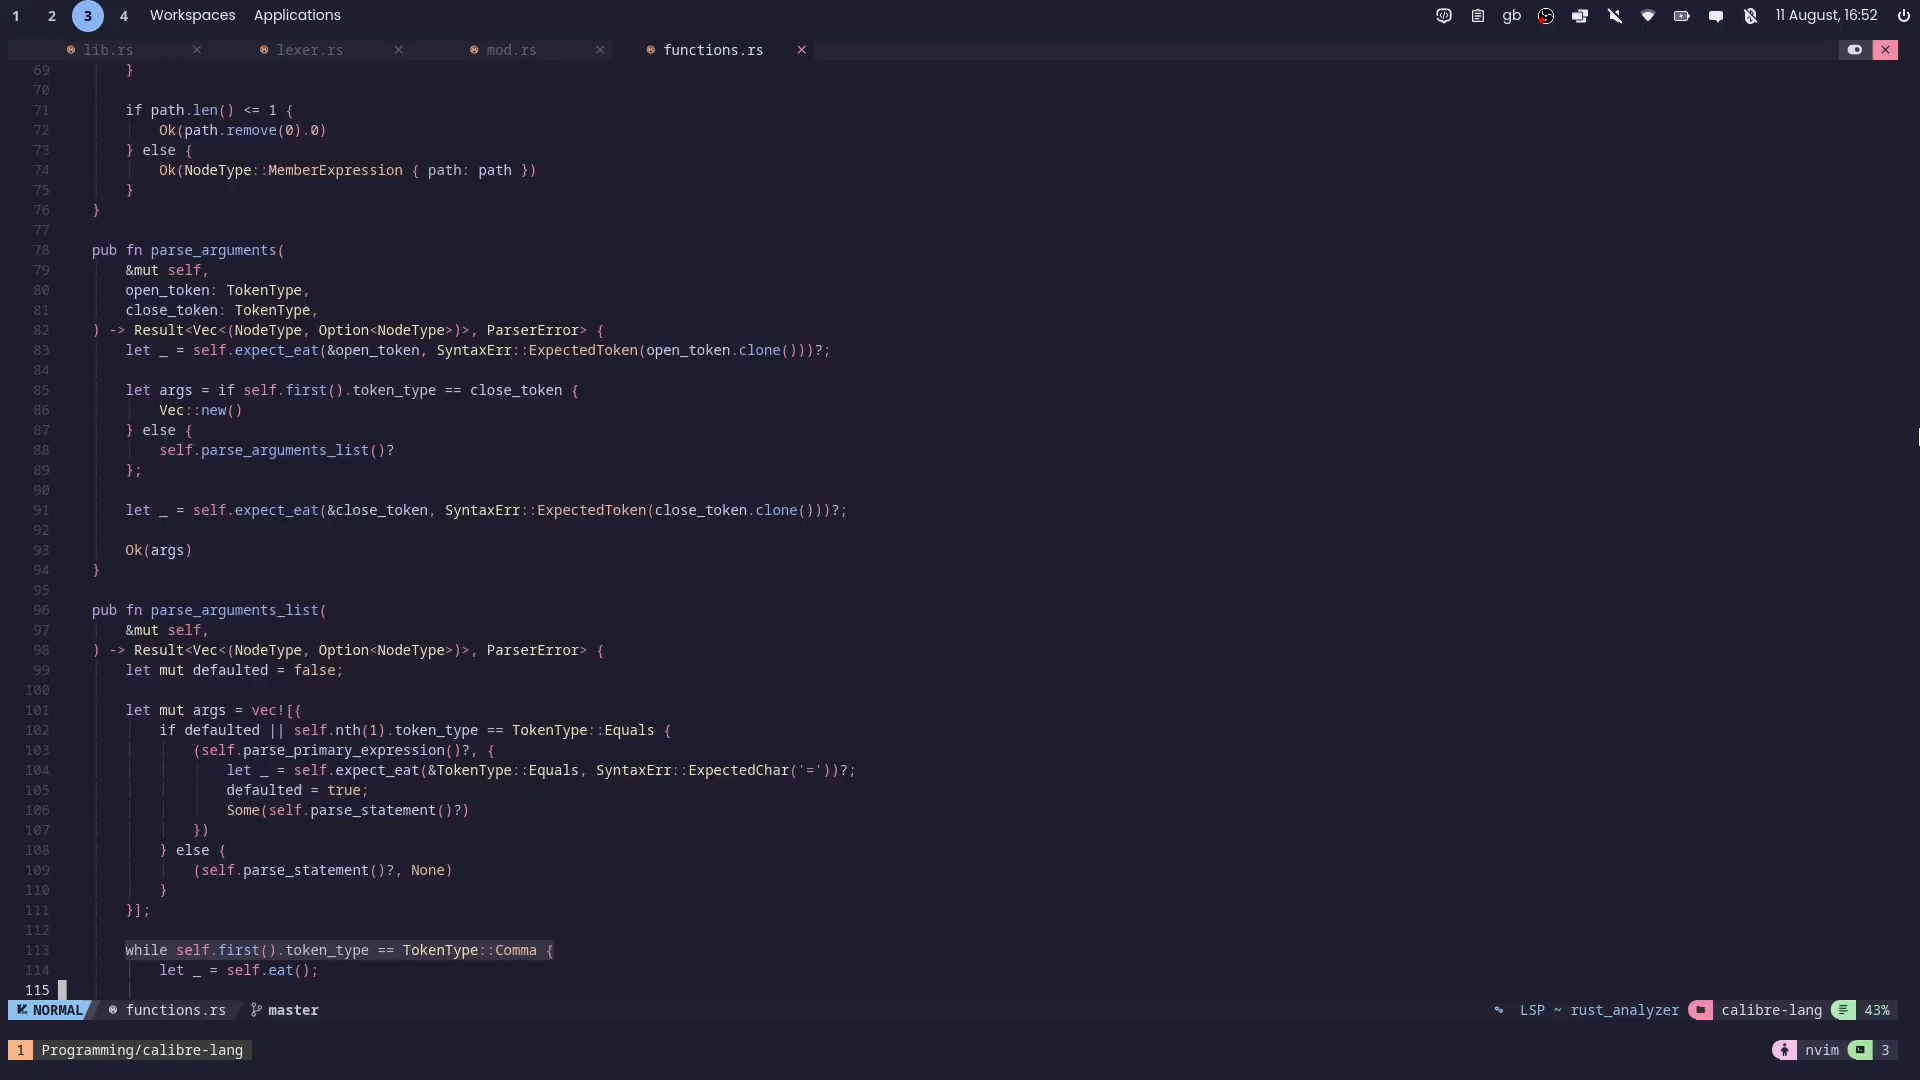 1 2 3 4 Workspaces Applications gb 11 August, 16:52
lib.rs lexer.rs mod.rs functions.rs
69 }
70
71 if path.len() <= 1 {
72 Ok(path.remove(0).0)
73 } else {
74 Ok(NodeType::MemberExpression { path: path })
75 }
76 }
77
78 pub fn parse_arguments(
79 &mut self,
80 open_token: TokenType,
81 close_token: TokenType,
82 ) -> Result<Vec<(NodeType, Option<NodeType>)>, ParserError> {
83 let _ = self.expect_eat(&open_token, SyntaxErr::ExpectedToken(open_token.clone()))?;
84
85 let args = if self.first().token_type == close_token {
86 Vec::new()
87 } else {
88 self.parse_arguments_list()?
89 };
90
91 let _ = self.expect_eat(&close_token, SyntaxErr::ExpectedToken(close_token.clone()))?;
92
93 Ok(args)
94 }
95
96 pub fn parse_arguments_list(
97 &mut self,
98 ) -> Result<Vec<(NodeType, Option<NodeType>)>, ParserError> {
99 let mut defaulted = false;
100
101 let mut args = vec![{
102 if defaulted || self.nth(1).token_type == TokenType::Equals {
103 (self.parse_primary_expression()?, {
104 let _ = self.expect_eat(&TokenType::Equals, SyntaxErr::ExpectedChar('='))?;
105 defaulted = true;
106 Some(self.parse_statement()?)
107 })
108 } else {
109 (self.parse_statement()?, None)
110 }
111 }];
112
113 while self.first().token_type == TokenType::Comma {
114 let _ = self.eat();
115
NORMAL functions.rs master LSP ~ rust_analyzer calibre-lang 43%
1 Programming/calibre-lang nvim 3